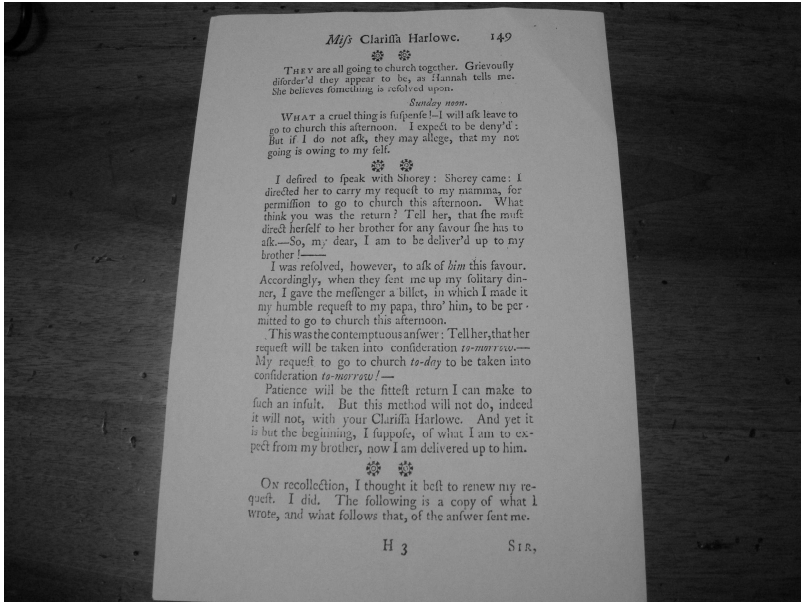 Miſs Clariſſa Harlowe. 149
THEY are all going to church together. Grievouſly
diſorder'd they appear to be, as Hannah tells me.
She believes ſomething is reſolved upon.
Sunday noon.
WHAT a cruel thing is ſuſpenſe!—I will aſk leave to
go to church this afternoon. I expect to be deny'd:
But if I do not aſk, they may allege, that my not
going is owing to my ſelf.
I deſired to ſpeak with Shorey: Shorey came: I
directed her to carry my requeſt to my mamma, for
permiſſion to go to church this afternoon. What
think you was the return? Tell her, that ſhe muſt
direct herſelf to her brother for any favour ſhe has to
aſk.—So, my dear, I am to be deliver'd up to my
brother!——
I was reſolved, however, to aſk of him this favour.
Accordingly, when they ſent me up my ſolitary din-
ner, I gave the meſſenger a billet, in which I made it
my humble requeſt to my papa, thro' him, to be per-
mitted to go to church this afternoon.
This was the contemptuous anſwer: Tell her, that her
requeſt will be taken into conſideration to-morrow.—
My requeſt to go to church to-day to be taken into
conſideration to-morrow!—
Patience will be the fitteſt return I can make to
ſuch an inſult. But this method will not do, indeed
it will not, with your Clariſſa Harlowe. And yet it
is but the beginning, I ſuppoſe, of what I am to ex-
pect from my brother, now I am delivered up to him.
ON recollection, I thought it beſt to renew my re-
queſt. I did. The following is a copy of what I
wrote, and what follows that, of the anſwer ſent me.
H 3 SIR,